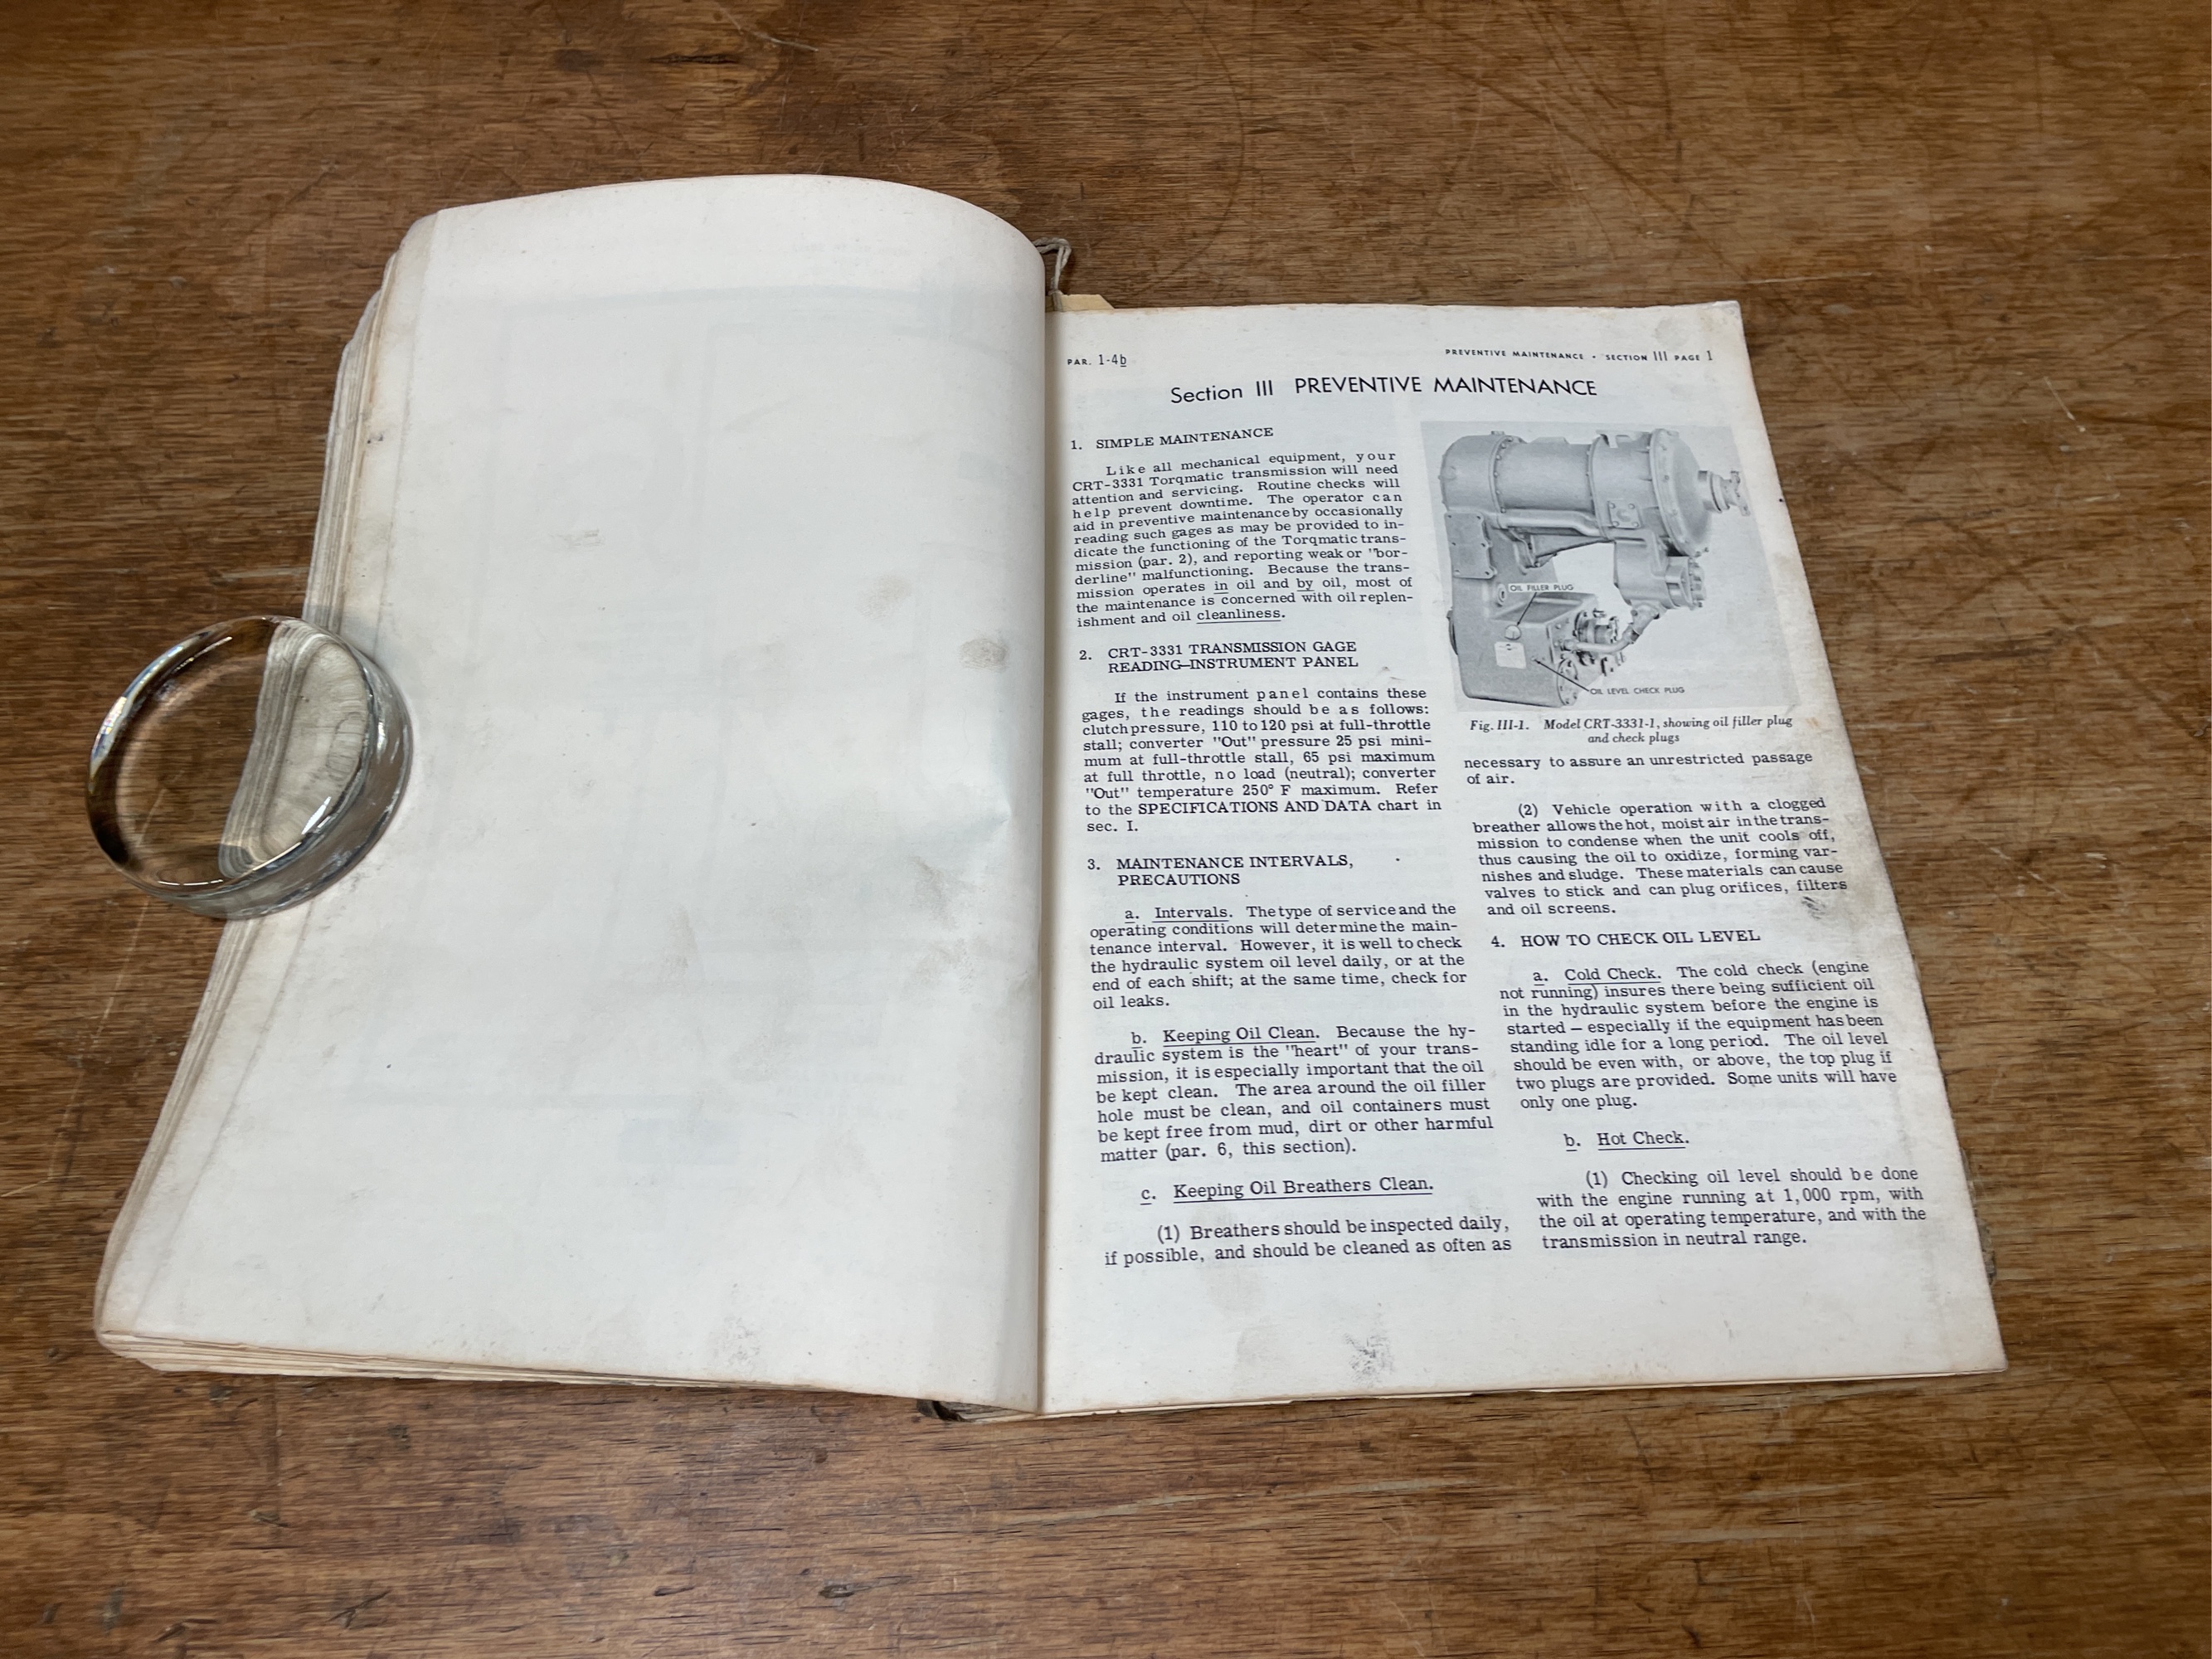 PAR. 1-4b
PREVENTIVE MAINTENANCE • SECTION III PAGE 1
Section III PREVENTIVE MAINTENANCE
1. SIMPLE MAINTENANCE
Like all mechanical equipment, your
CRT-3331 Torqmatic transmission will need
attention and servicing. Routine checks will
help prevent downtime. The operator can
aid in preventive maintenance by occasionally
reading such gages as may be provided to in-
dicate the functioning of the Torqmatic trans-
mission (par. 2), and reporting weak or "bor-
derline" malfunctioning. Because the trans-
mission operates in oil and by oil, most of
the maintenance is concerned with oil replen-
ishment and oil cleanliness.
2. CRT-3331 TRANSMISSION GAGE
READING—INSTRUMENT PANEL
If the instrument panel contains these
gages, the readings should be as follows:
clutch pressure, 110 to 120 psi at full-throttle
stall; converter "Out" pressure 25 psi mini-
mum at full-throttle stall, 65 psi maximum
at full throttle, no load (neutral); converter
"Out" temperature 250° F maximum. Refer
to the SPECIFICATIONS AND DATA chart in
sec. I.
3. MAINTENANCE INTERVALS,
PRECAUTIONS
a. Intervals. The type of service and the
operating conditions will determine the main-
tenance interval. However, it is well to check
the hydraulic system oil level daily, or at the
end of each shift; at the same time, check for
oil leaks.
b. Keeping Oil Clean. Because the hy-
draulic system is the "heart" of your trans-
mission, it is especially important that the oil
be kept clean. The area around the oil filler
hole must be clean, and oil containers must
be kept free from mud, dirt or other harmful
matter (par. 6, this section).
c. Keeping Oil Breathers Clean.
(1) Breathers should be inspected daily,
if possible, and should be cleaned as often as
OIL FILLER PLUG
OIL LEVEL CHECK PLUG
Fig. III-1. Model CRT-3331-1, showing oil filler plug
and check plugs
necessary to assure an unrestricted passage
of air.
(2) Vehicle operation with a clogged
breather allows the hot, moist air in the trans-
mission to condense when the unit cools off,
thus causing the oil to oxidize, forming var-
nishes and sludge. These materials can cause
valves to stick and can plug orifices, filters
and oil screens.
4. HOW TO CHECK OIL LEVEL
a. Cold Check. The cold check (engine
not running) insures there being sufficient oil
in the hydraulic system before the engine is
started — especially if the equipment has been
standing idle for a long period. The oil level
should be even with, or above, the top plug if
two plugs are provided. Some units will have
only one plug.
b. Hot Check.
(1) Checking oil level should be done
with the engine running at 1,000 rpm, with
the oil at operating temperature, and with the
transmission in neutral range.